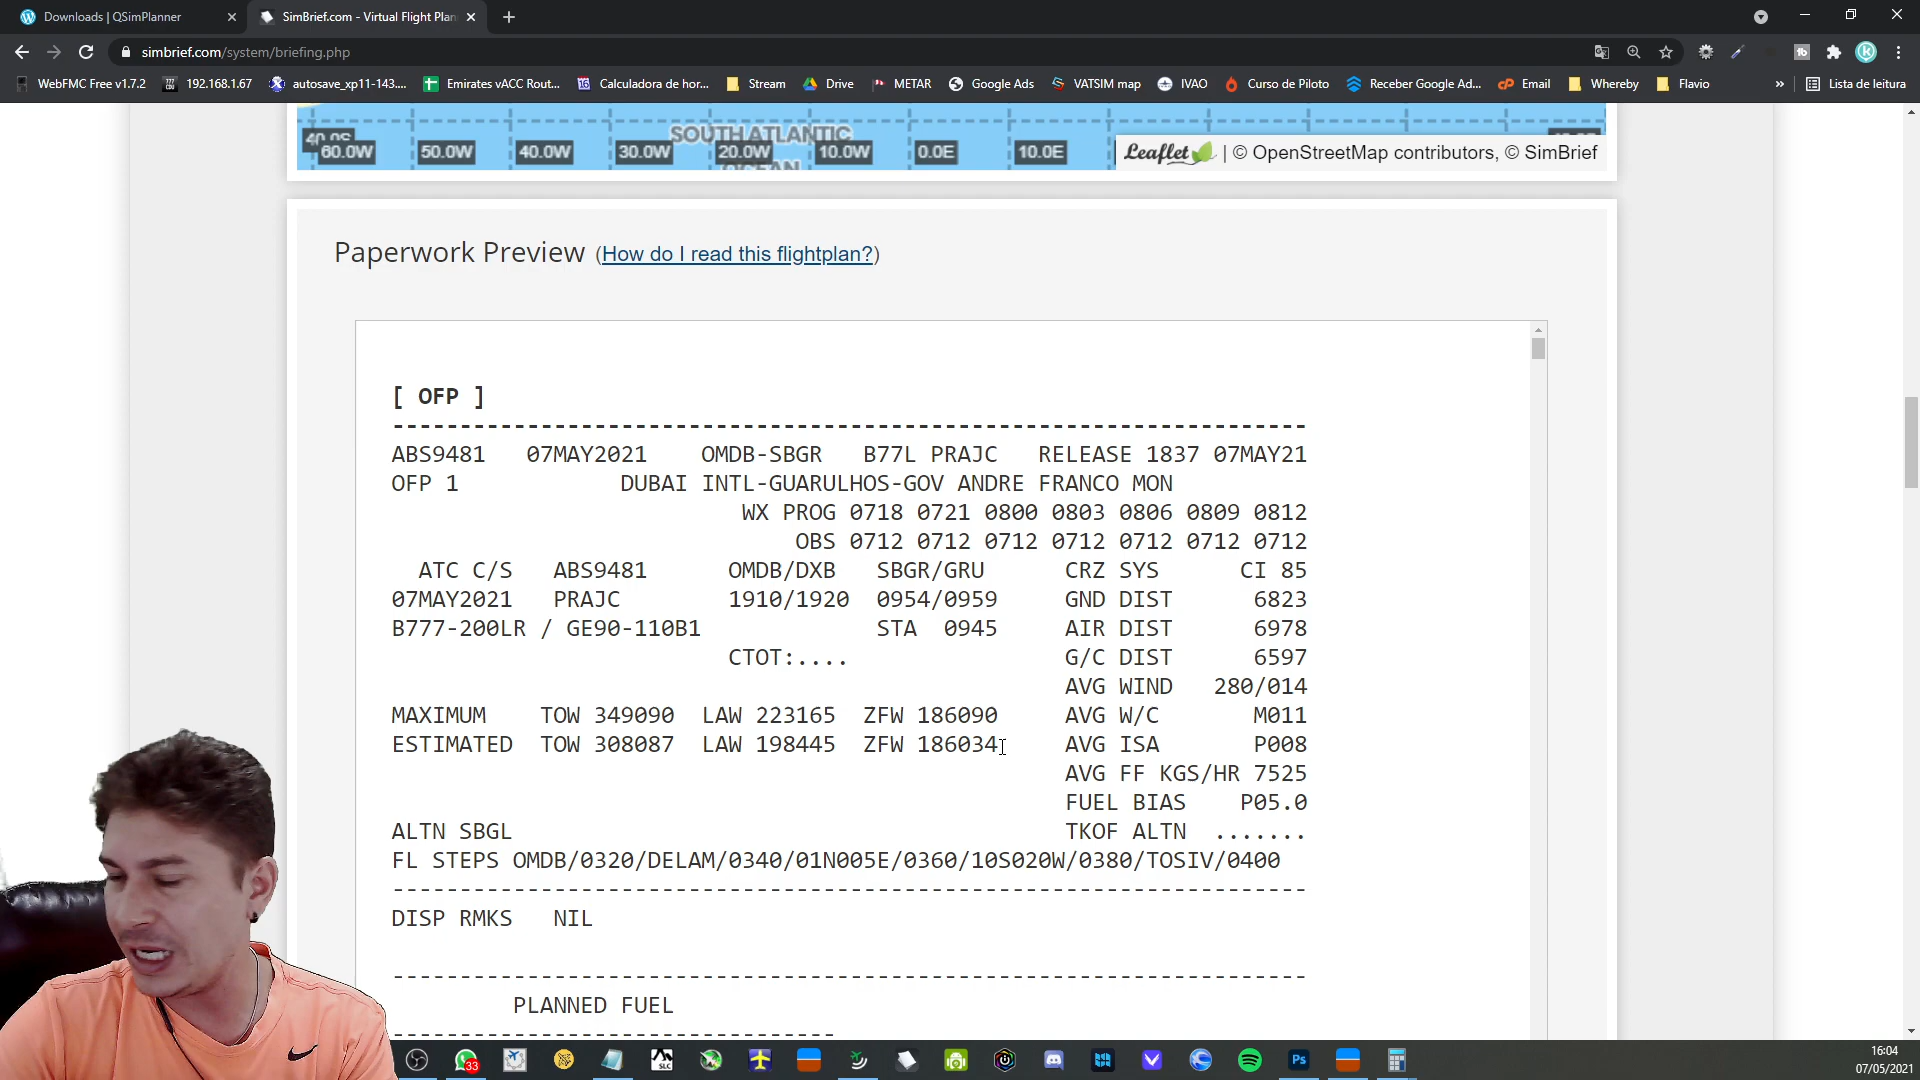 Downloads | QSimPlanner
SimBrief.com - Virtual Flight Plan
simbrief.com/system/briefing.php
WebFMC Free v1.7.2
192.168.1.67
autosave_xp11-143....
Emirates vACC Rout...
Calculadora de hor...
Stream
Drive
METAR
Google Ads
VATSIM map
IVAO
Curso de Piloto
Receber Google Ad...
Email
Whereby
Flavio
»
Lista de leitura
40.0S
SOUTH ATLANTIC
OCEAN
60.0W 50.0W 40.0W 30.0W 20.0W 10.0W 0.0E 10.0E
Leaflet | © OpenStreetMap contributors, © SimBrief
Paperwork Preview (How do I read this flightplan?)
[ OFP ]
--------------------------------------------------------------------
ABS9481 07MAY2021 OMDB-SBGR B77L PRAJC RELEASE 1837 07MAY21
OFP 1 DUBAI INTL-GUARULHOS-GOV ANDRE FRANCO MON
WX PROG 0718 0721 0800 0803 0806 0809 0812
OBS 0712 0712 0712 0712 0712 0712 0712
ATC C/S ABS9481 OMDB/DXB SBGR/GRU CRZ SYS CI 85
07MAY2021 PRAJC 1910/1920 0954/0959 GND DIST 6823
B777-200LR / GE90-110B1 STA 0945 AIR DIST 6978
CTOT:.... G/C DIST 6597
AVG WIND 280/014
MAXIMUM TOW 349090 LAW 223165 ZFW 186090 AVG W/C M011
ESTIMATED TOW 308087 LAW 198445 ZFW 186034 AVG ISA P008
AVG FF KGS/HR 7525
FUEL BIAS P05.0
ALTN SBGL TKOF ALTN .......
FL STEPS OMDB/0320/DELAM/0340/01N005E/0360/10S020W/0380/TOSIV/0400
--------------------------------------------------------------------
DISP RMKS NIL
--------------------------------------------------------------------
PLANNED FUEL
---------------------------------
33
SLC
Ps
16:04
07/05/2021